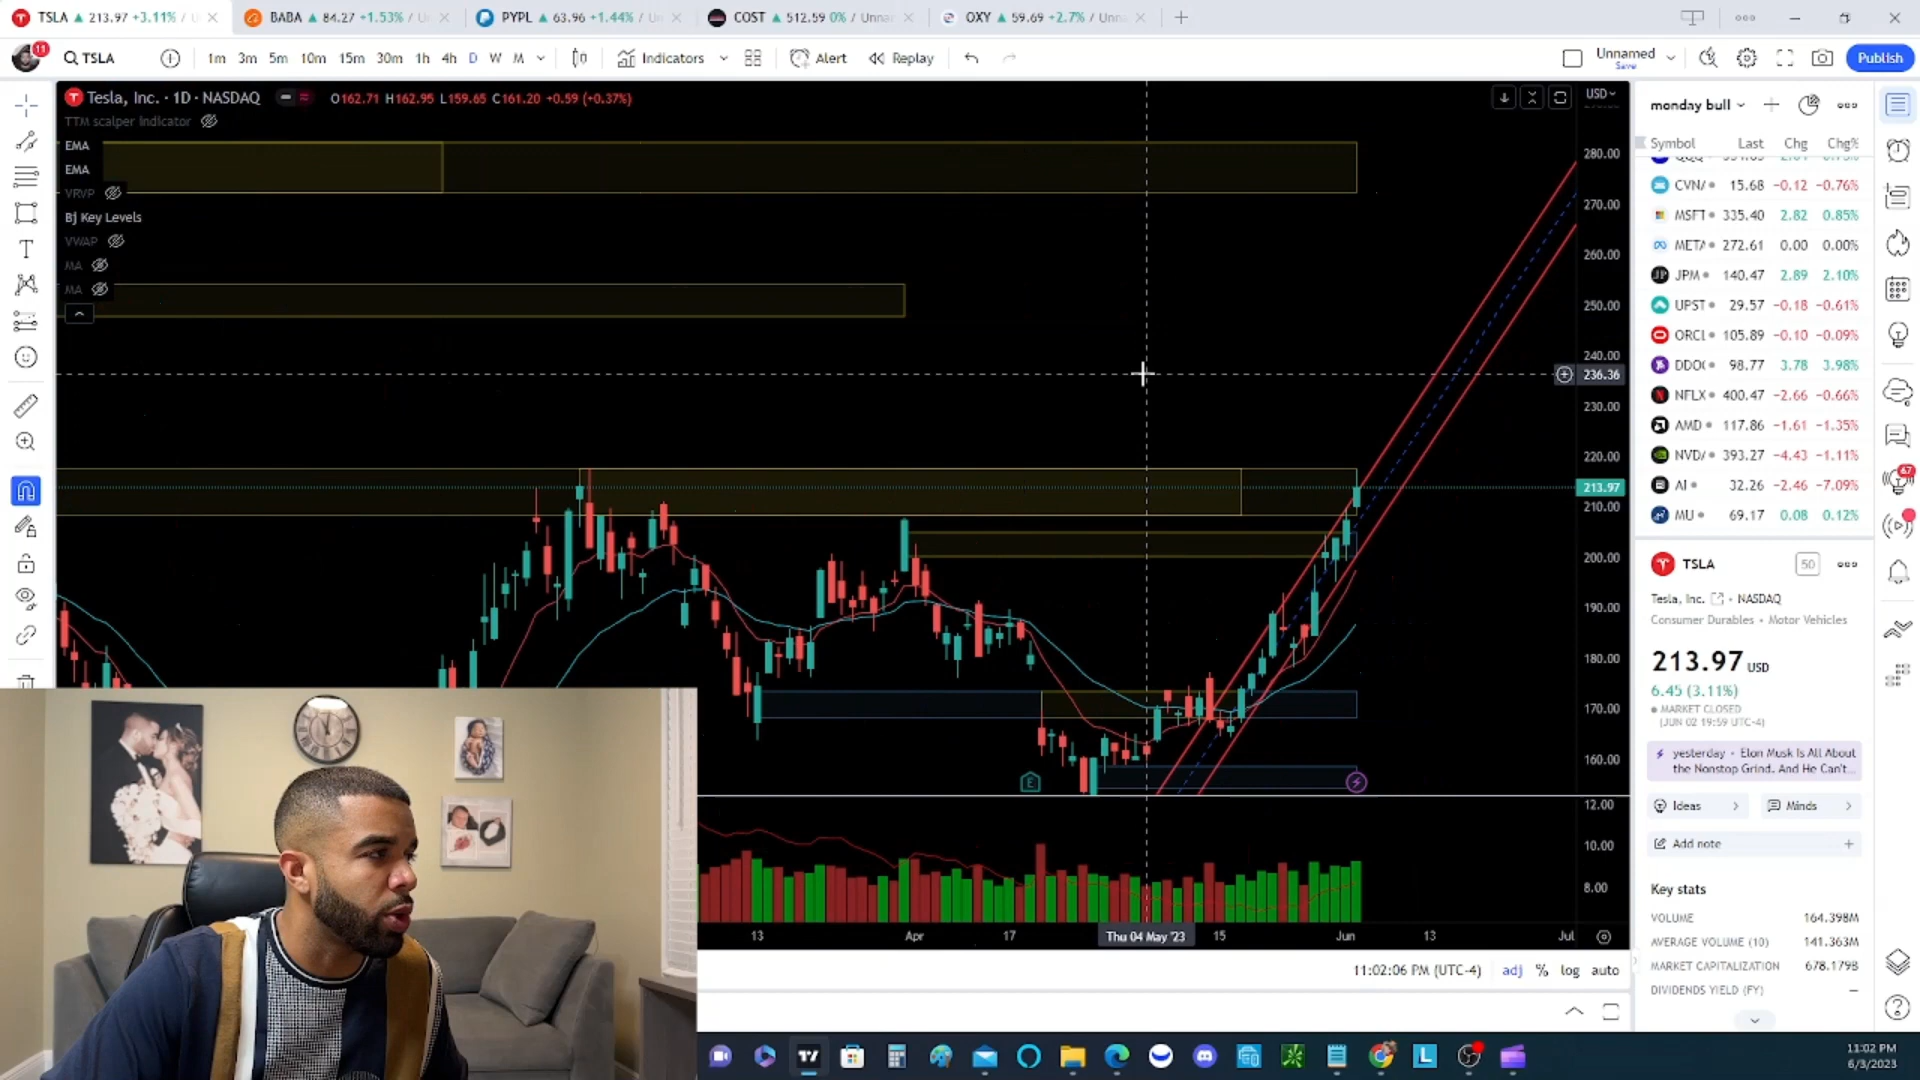 TSLA ▲ 213.97 +3.11% / U
BABA ▲ 84.27 +1.53% / U
PYPL ▲ 63.96 +1.44% / Un
COST ▲ 512.59 0% / Unna
OXY ▲ 59.69 +2.7% / Unn
11
TSLA
1m 3m 5m 10m 15m 30m 1h 4h D W M
Indicators
Alert
Replay
Unnamed
Save
Publish
Tesla, Inc. · 1D · NASDAQ
O162.71 H162.95 L159.65 C161.20 +0.59 (+0.37%)
TTM scalper Indicator
EMA
EMA
VRVP
Bj Key Levels
VWAP
MA
MA
USD
280.00
270.00
260.00
250.00
240.00
236.36
230.00
220.00
213.97
210.00
200.00
190.00
180.00
170.00
160.00
12.00
10.00
8.00
E
13 Apr 17 Thu 04 May '23 15 Jun 13 Jul
11:02:06 PM (UTC-4) adj % log auto
monday bull
Symbol Last Chg Chg%
CVNA 15.68 −0.12 −0.76%
MSFT 335.40 2.82 0.85%
META 272.61 0.00 0.00%
JPM 140.47 2.89 2.10%
UPST 29.57 −0.18 −0.61%
ORCL 105.89 −0.10 −0.09%
DDOG 98.77 3.78 3.98%
NFLX 400.47 −2.66 −0.66%
AMD 117.86 −1.61 −1.35%
NVDA 393.27 −4.43 −1.11%
AI 32.26 −2.46 −7.09%
MU 69.17 0.08 0.12%
67
TSLA
50
Tesla, Inc. • NASDAQ
Consumer Durables • Motor Vehicles
213.97 USD
6.45 (3.11%)
MARKET CLOSED
(JUN 02 19:59 UTC-4)
yesterday • Elon Musk Is All About
the Nonstop Grind. And He Can't...
Ideas
Minds
Add note
Key stats
VOLUME 164.398M
AVERAGE VOLUME (10) 141.363M
MARKET CAPITALIZATION 678.179B
DIVIDENDS YIELD (FY) —
L
11:02 PM
6/3/2023